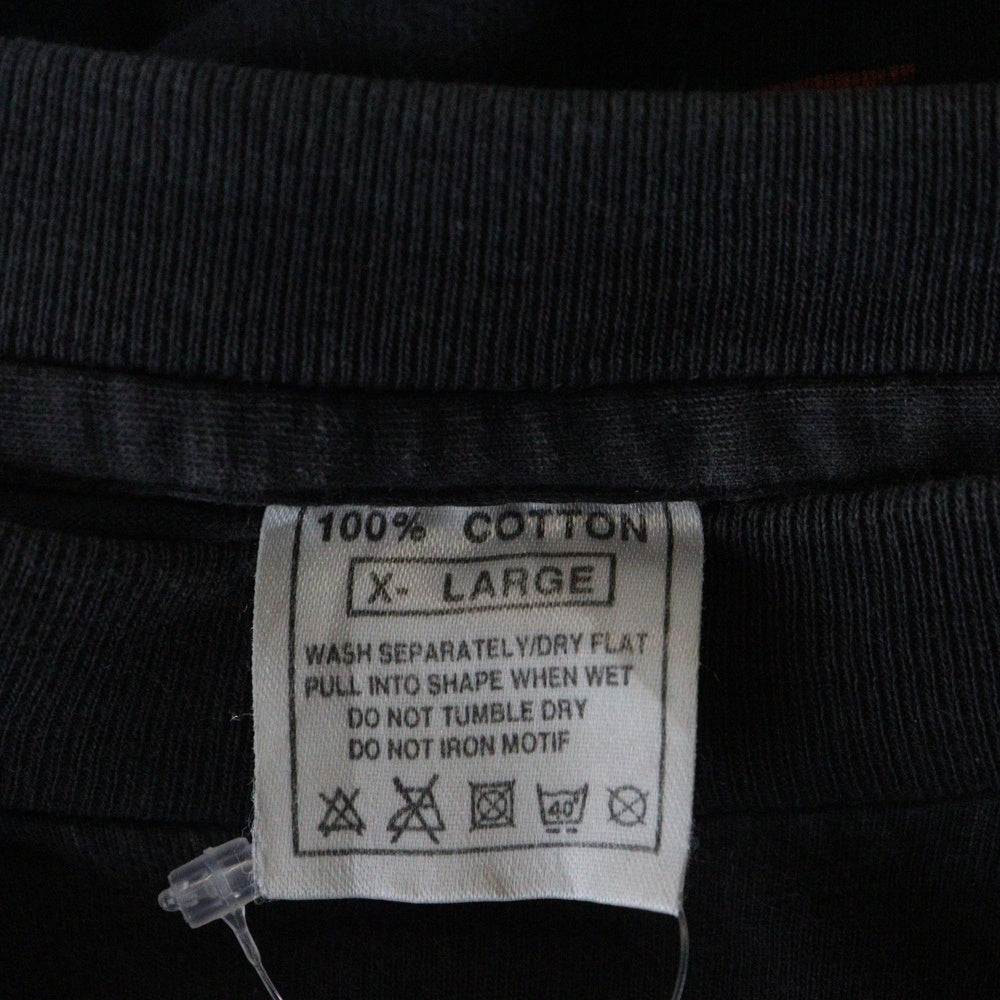 100% COTTON
X- LARGE
WASH SEPARATELY/DRY FLAT
PULL INTO SHAPE WHEN WET
DO NOT TUMBLE DRY
DO NOT IRON MOTIF
40°